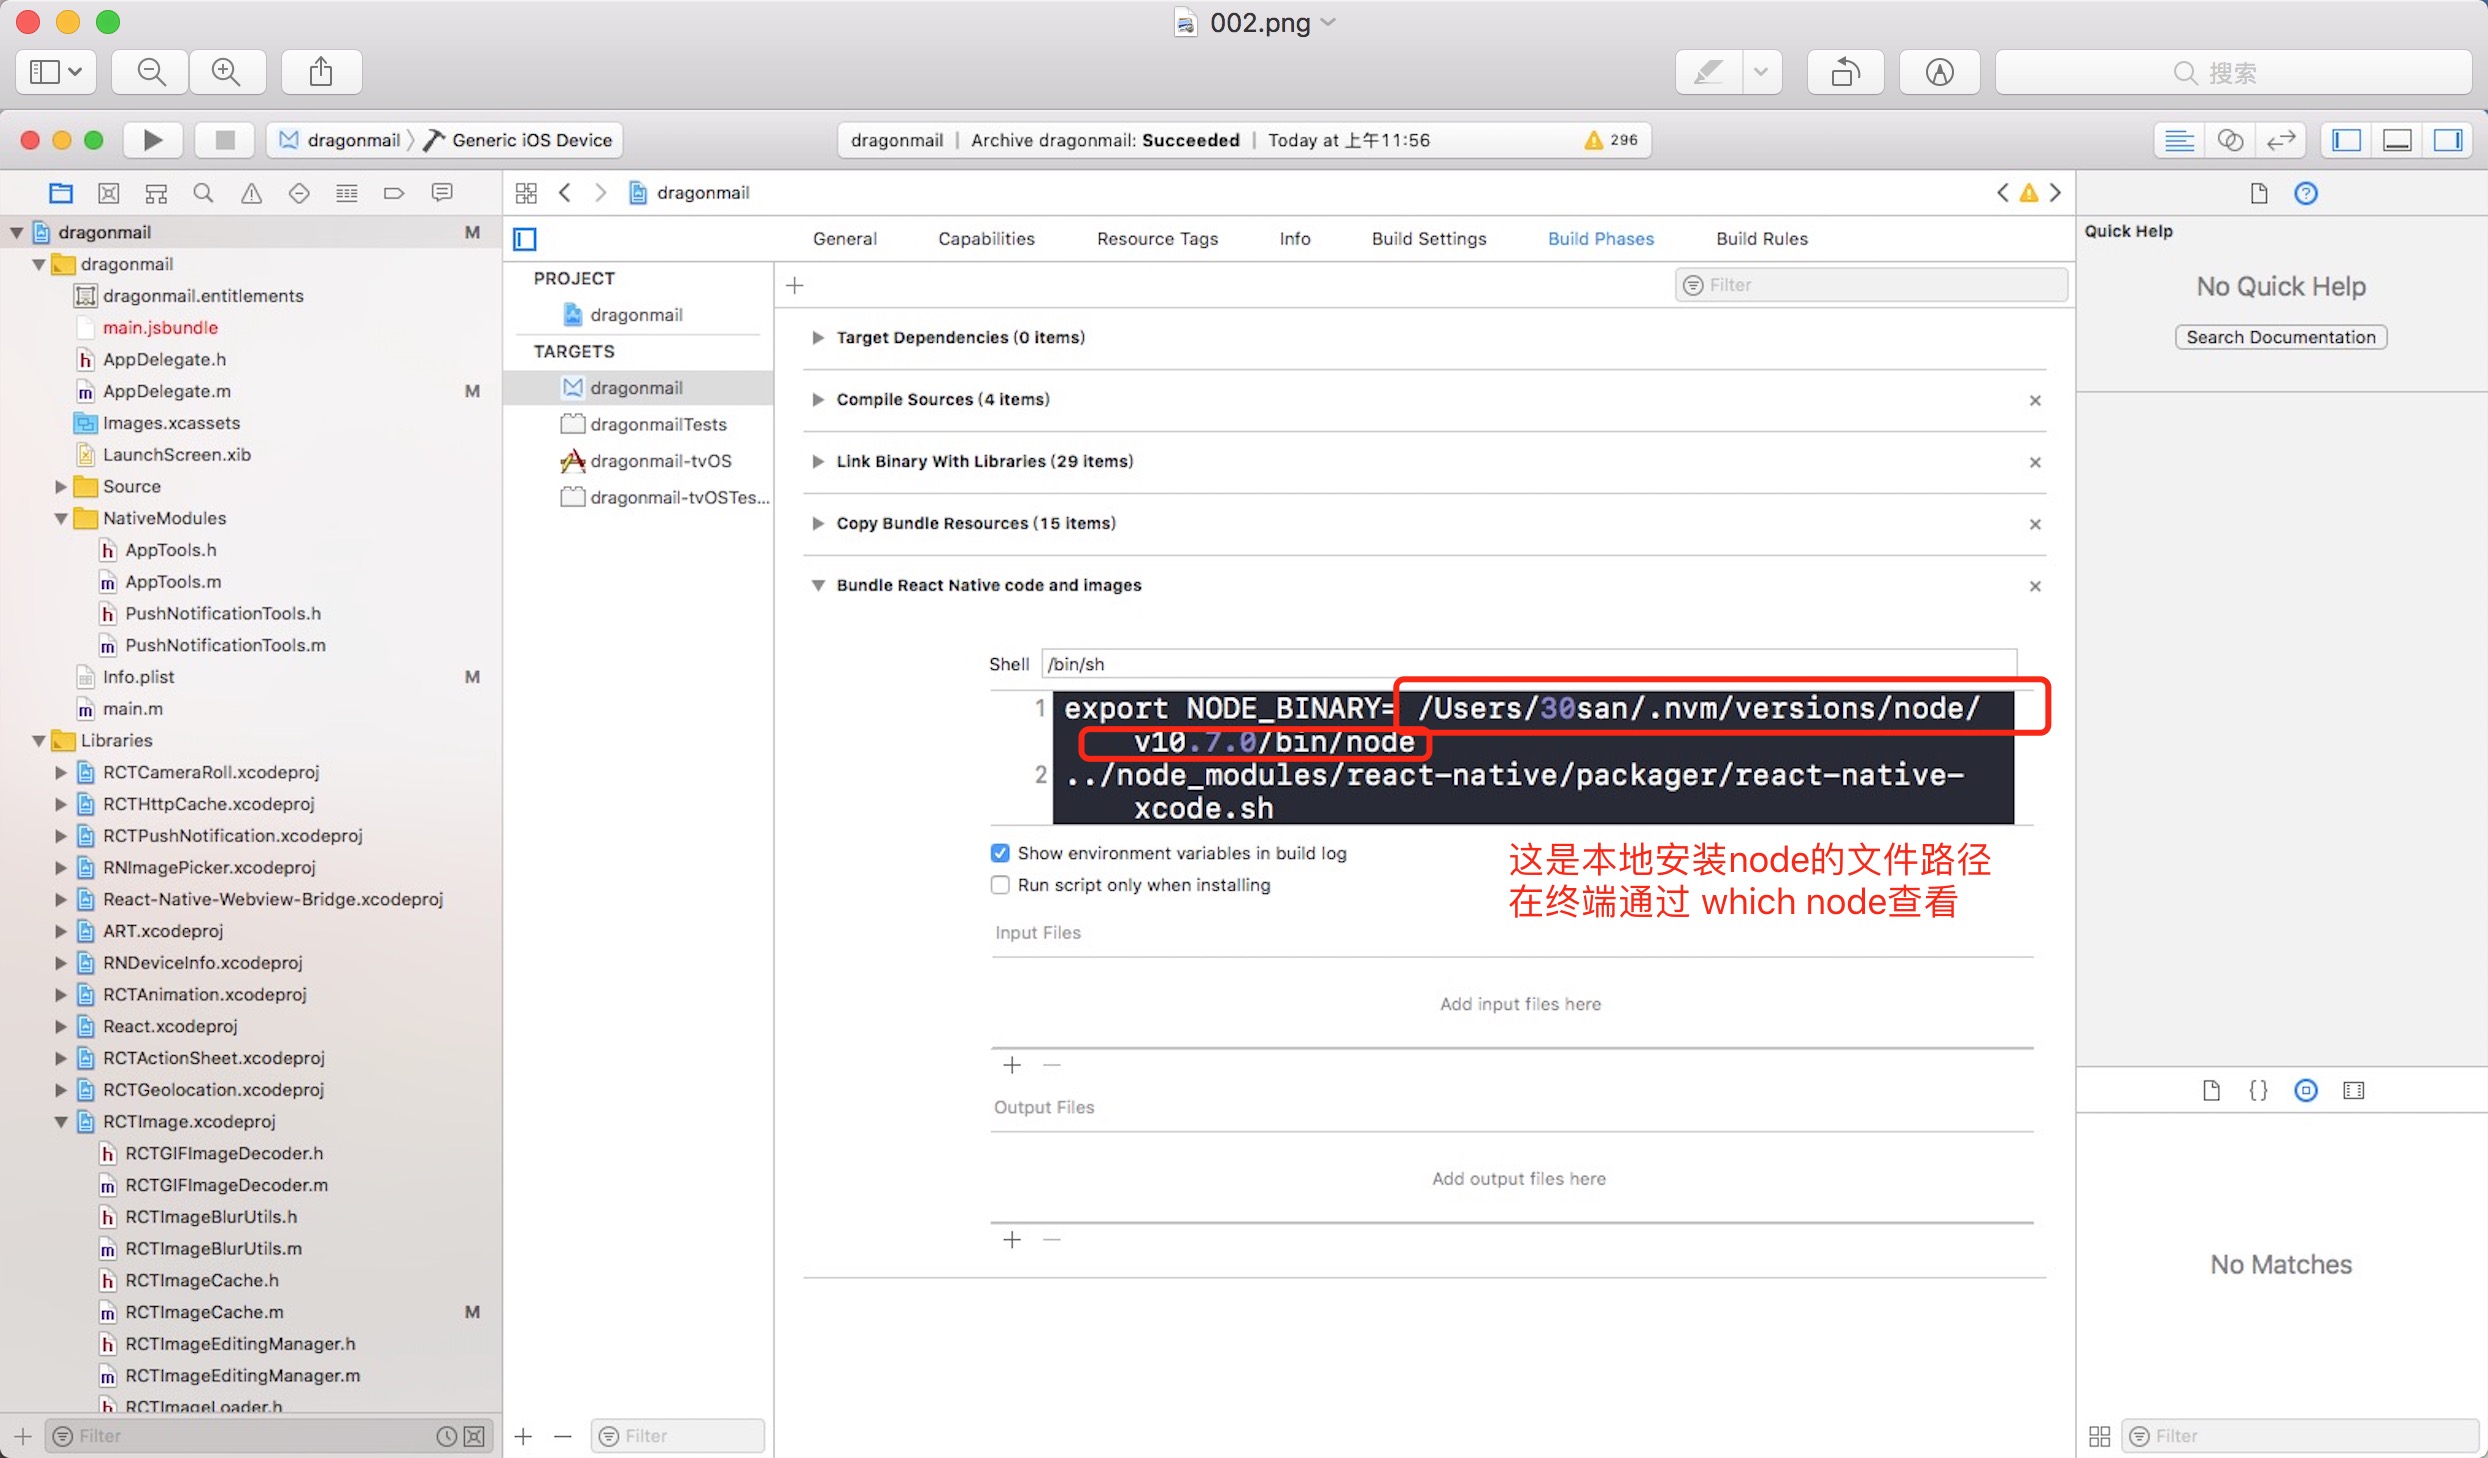 002.png
搜索
dragonmail
Generic iOS Device
dragonmail | Archive dragonmail: Succeeded | Today at 上午11:56
296
dragonmail M
dragonmail
dragonmail.entitlements
main.jsbundle
AppDelegate.h
AppDelegate.m M
Images.xcassets
LaunchScreen.xib
Source
NativeModules
AppTools.h
AppTools.m
PushNotificationTools.h
PushNotificationTools.m
Info.plist M
main.m
Libraries
RCTCameraRoll.xcodeproj
RCTHttpCache.xcodeproj
RCTPushNotification.xcodeproj
RNImagePicker.xcodeproj
React-Native-Webview-Bridge.xcodeproj
ART.xcodeproj
RNDeviceInfo.xcodeproj
RCTAnimation.xcodeproj
React.xcodeproj
RCTActionSheet.xcodeproj
RCTGeolocation.xcodeproj
RCTImage.xcodeproj
RCTGIFImageDecoder.h
RCTGIFImageDecoder.m
RCTImageBlurUtils.h
RCTImageBlurUtils.m
RCTImageCache.h
RCTImageCache.m M
RCTImageEditingManager.h
RCTImageEditingManager.m
RCTImageLoader.h
Filter
dragonmail
General
Capabilities
Resource Tags
Info
Build Settings
Build Phases
Build Rules
PROJECT
dragonmail
TARGETS
dragonmail
dragonmailTests
dragonmail-tvOS
dragonmail-tvOSTes...
Filter
Filter
Target Dependencies (0 items)
Compile Sources (4 items)
Link Binary With Libraries (29 items)
Copy Bundle Resources (15 items)
Bundle React Native code and images
Shell /bin/sh
1 export NODE_BINARY= /Users/30san/.nvm/versions/node/
v10.7.0/bin/node
2 ../node_modules/react-native/packager/react-native-
xcode.sh
Show environment variables in build log
Run script only when installing
这是本地安装node的文件路径
在终端通过 which node查看
Input Files
Add input files here
Output Files
Add output files here
Quick Help
No Quick Help
Search Documentation
No Matches
Filter